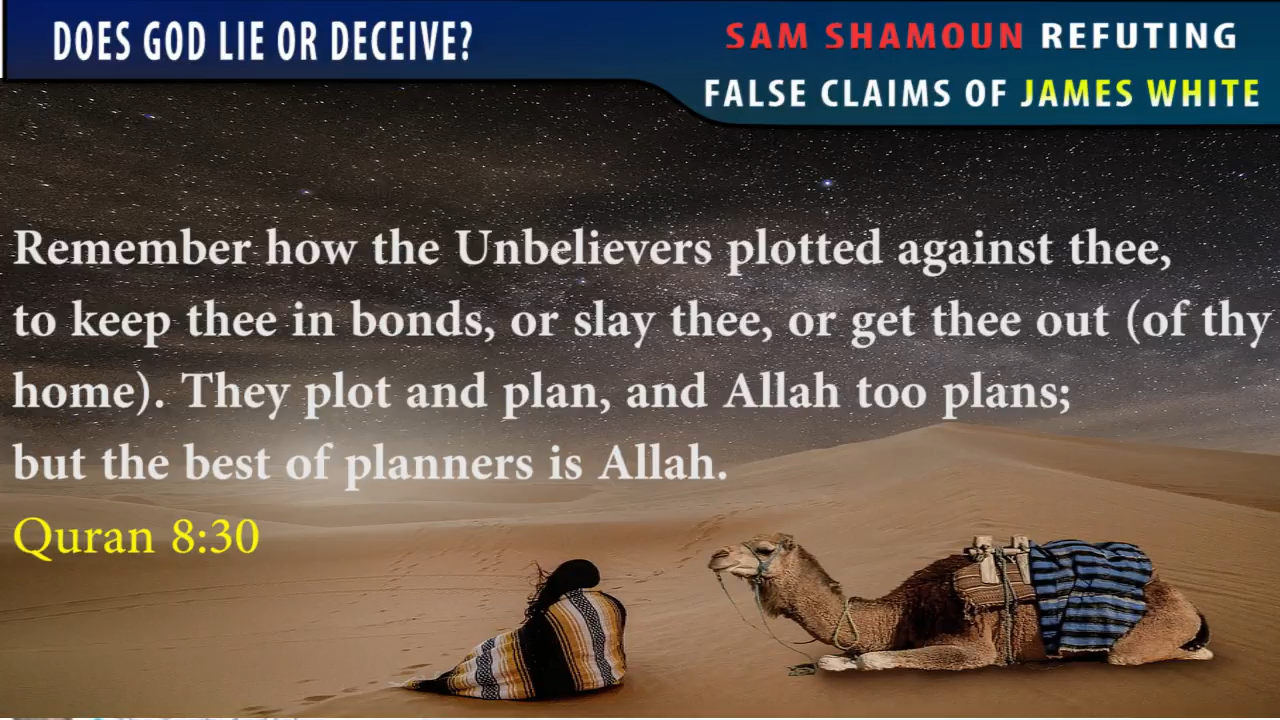 DOES GOD LIE OR DECEIVE?
SAM SHAMOUN REFUTING
FALSE CLAIMS OF JAMES WHITE
Remember how the Unbelievers plotted against thee,
to keep thee in bonds, or slay thee, or get thee out (of thy
home). They plot and plan, and Allah too plans;
but the best of planners is Allah.
Quran 8:30